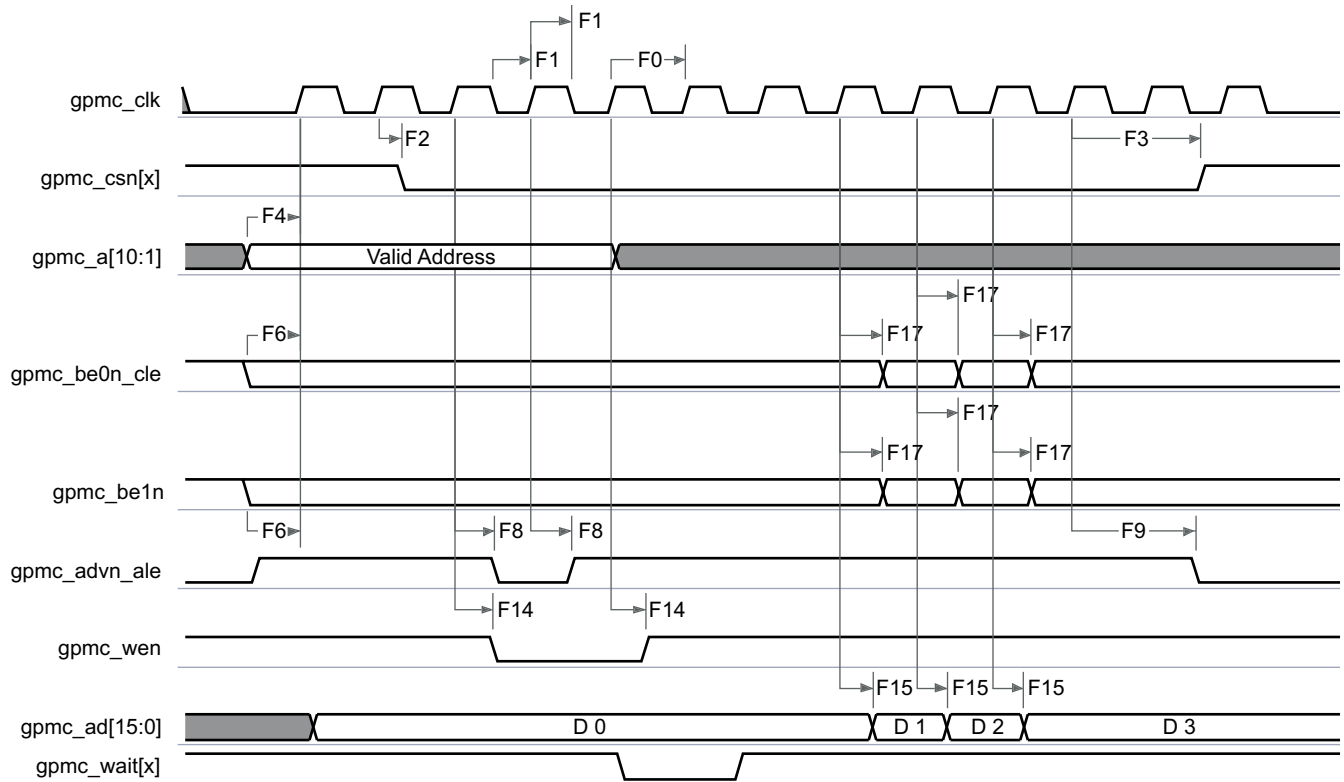 F1
F1 F0
gpmc_clk
F2 F3
gpmc_csn[x]
F4
gpmc_a[10:1] Valid Address
F17
F6 F17 F17
gpmc_be0n_cle
F17
F17 F17
gpmc_be1n
F6 F8 F8 F9
gpmc_advn_ale
F14 F14
gpmc_wen
F15 F15 F15
gpmc_ad[15:0] D 0 D 1 D 2 D 3
gpmc_wait[x]